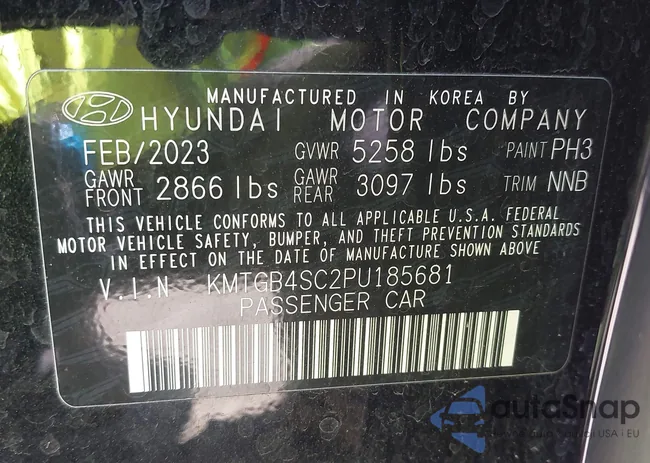 MANUFACTURED IN KOREA BY
HYUNDAI MOTOR COMPANY
FEB/2023 GVWR 5258 lbs PAINT PH3
GAWR FRONT 2866 lbs GAWR REAR 3097 lbs TRIM NNB
THIS VEHICLE CONFORMS TO ALL APPLICABLE U.S.A. FEDERAL
MOTOR VEHICLE SAFETY, BUMPER, AND THEFT PREVENTION STANDARDS
IN EFFECT ON THE DATE OF MANUFACTURE SHOWN ABOVE
V.I.N KMTGB4SC2PU185681
PASSENGER CAR
autoSnap
USA • EU